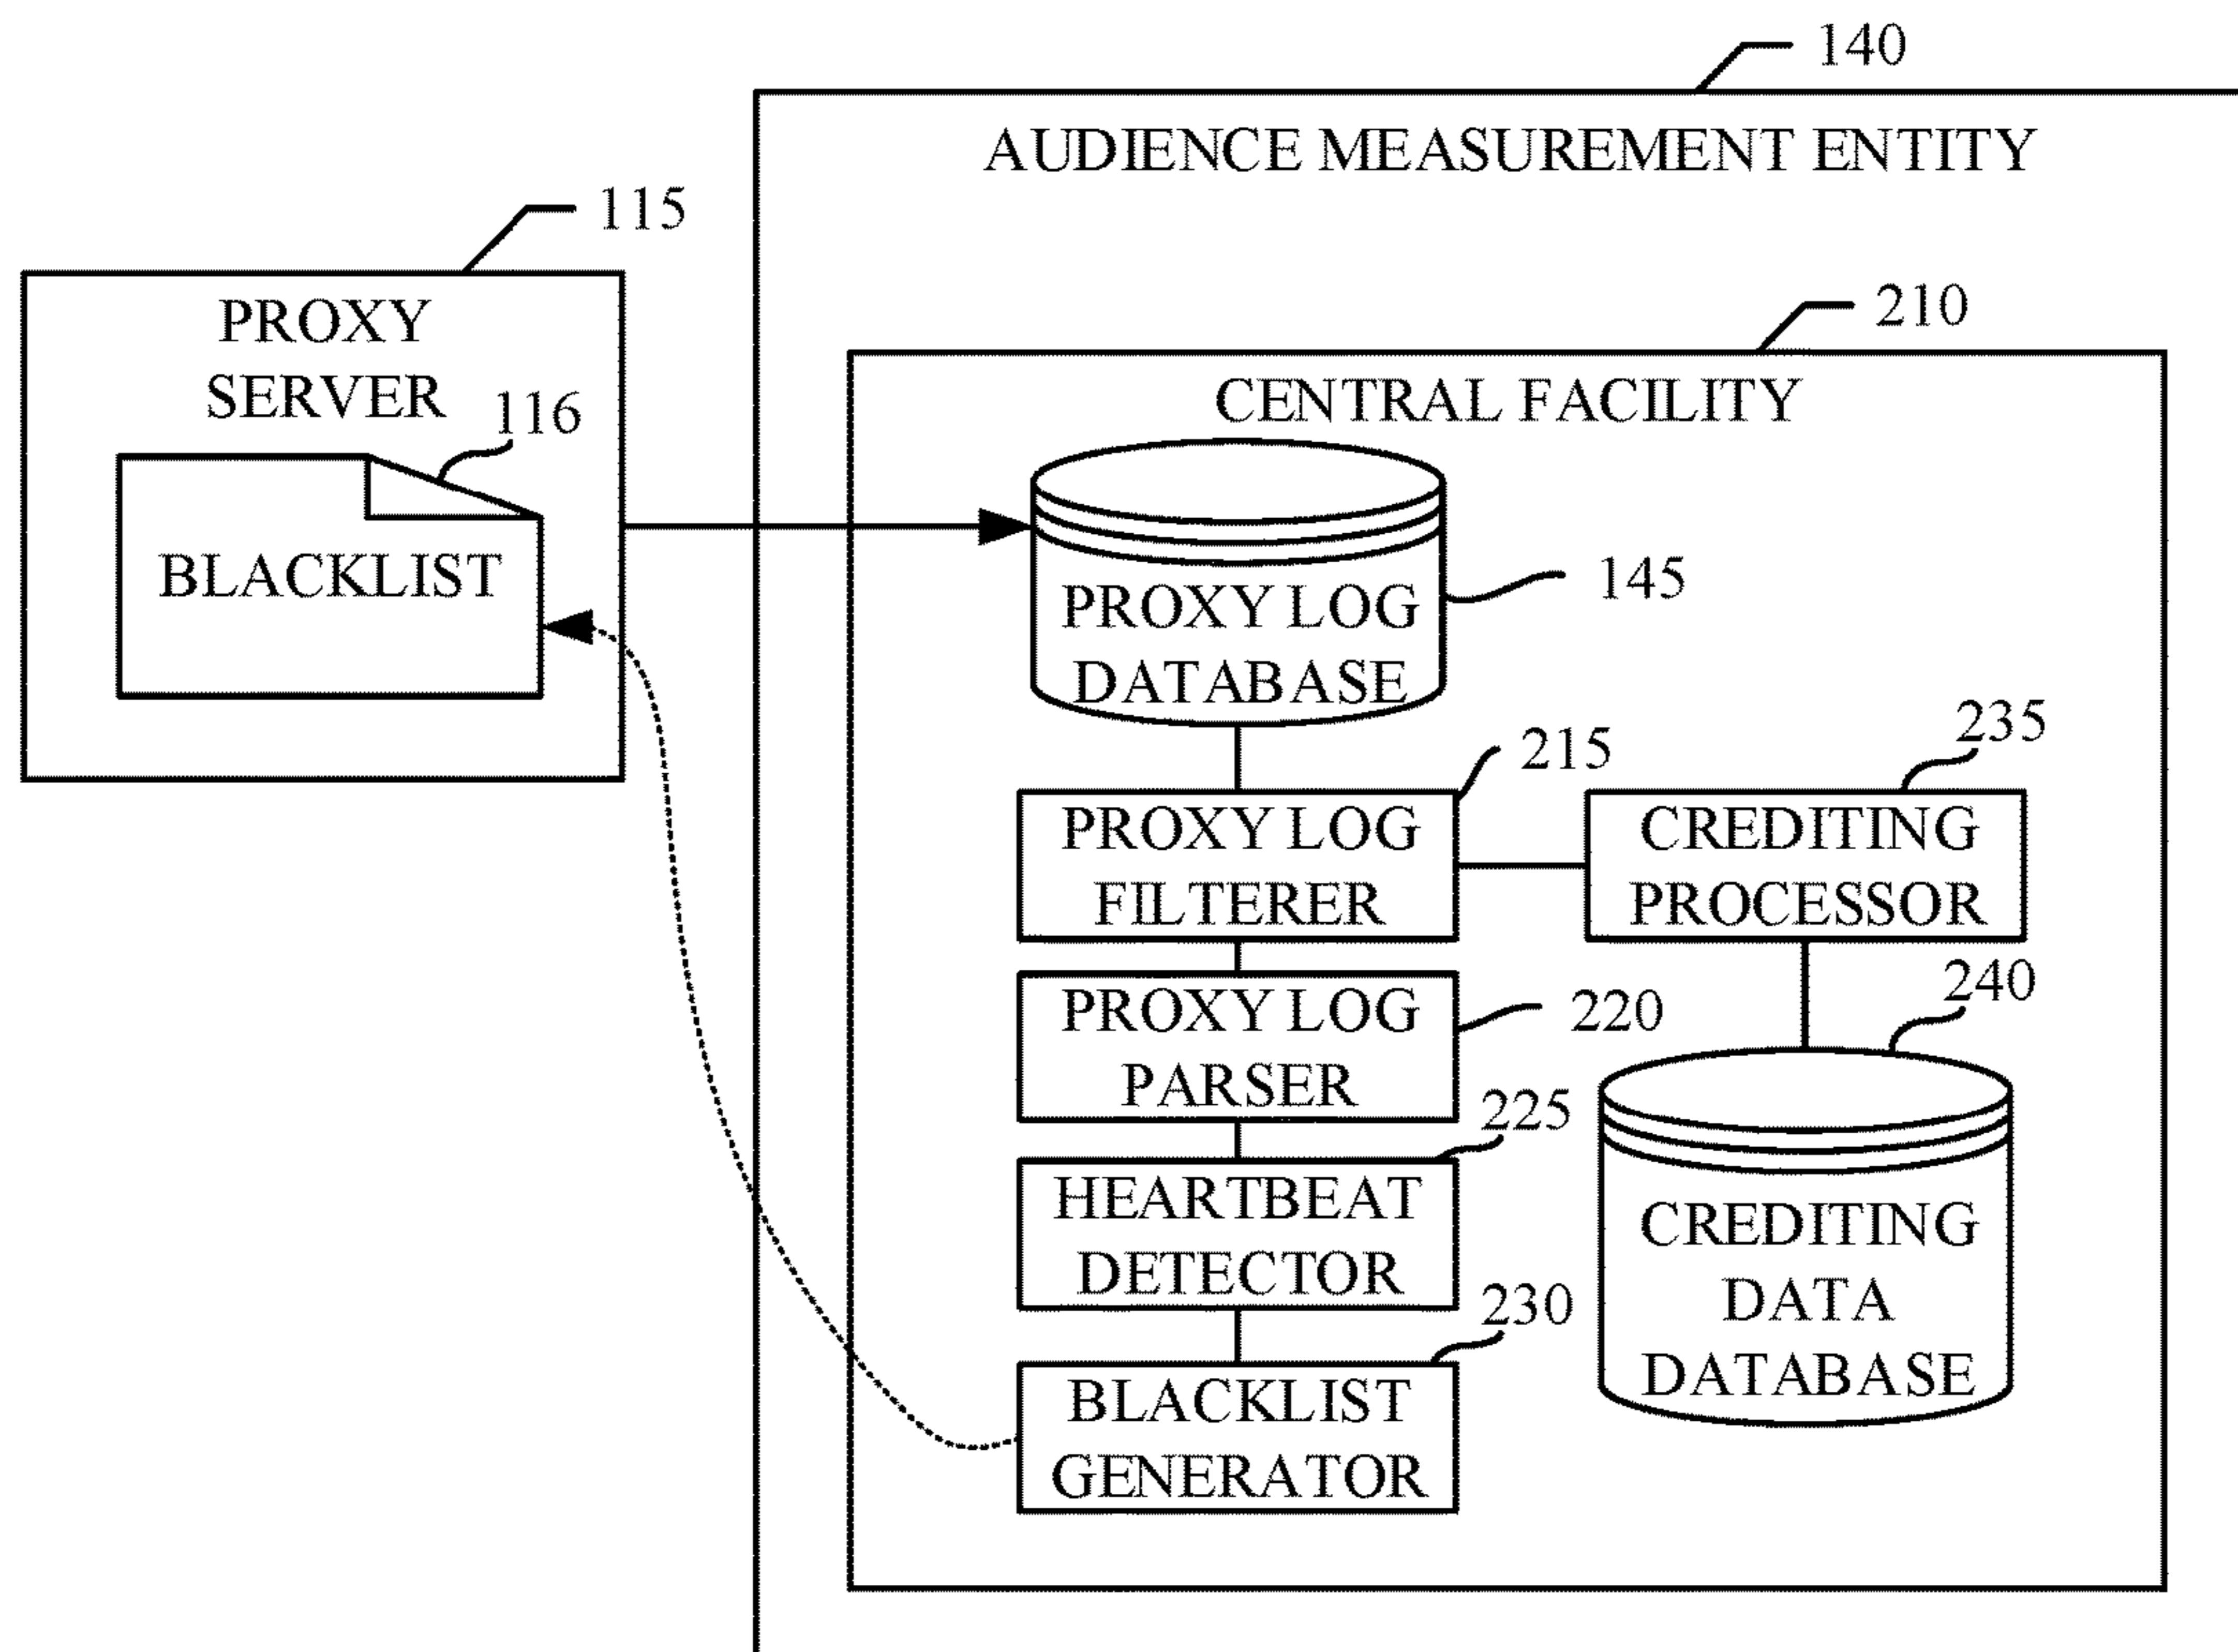 140
AUDIENCE MEASUREMENT ENTITY
115
PROXY
SERVER
116
BLACKLIST
210
CENTRAL FACILITY
PROXY LOG
DATABASE
145
PROXY LOG
FILTERER
215
CREDITING
PROCESSOR
235
PROXY LOG
PARSER
220
HEARTBEAT
DETECTOR
225
BLACKLIST
GENERATOR
230
CREDITING
DATA
DATABASE
240